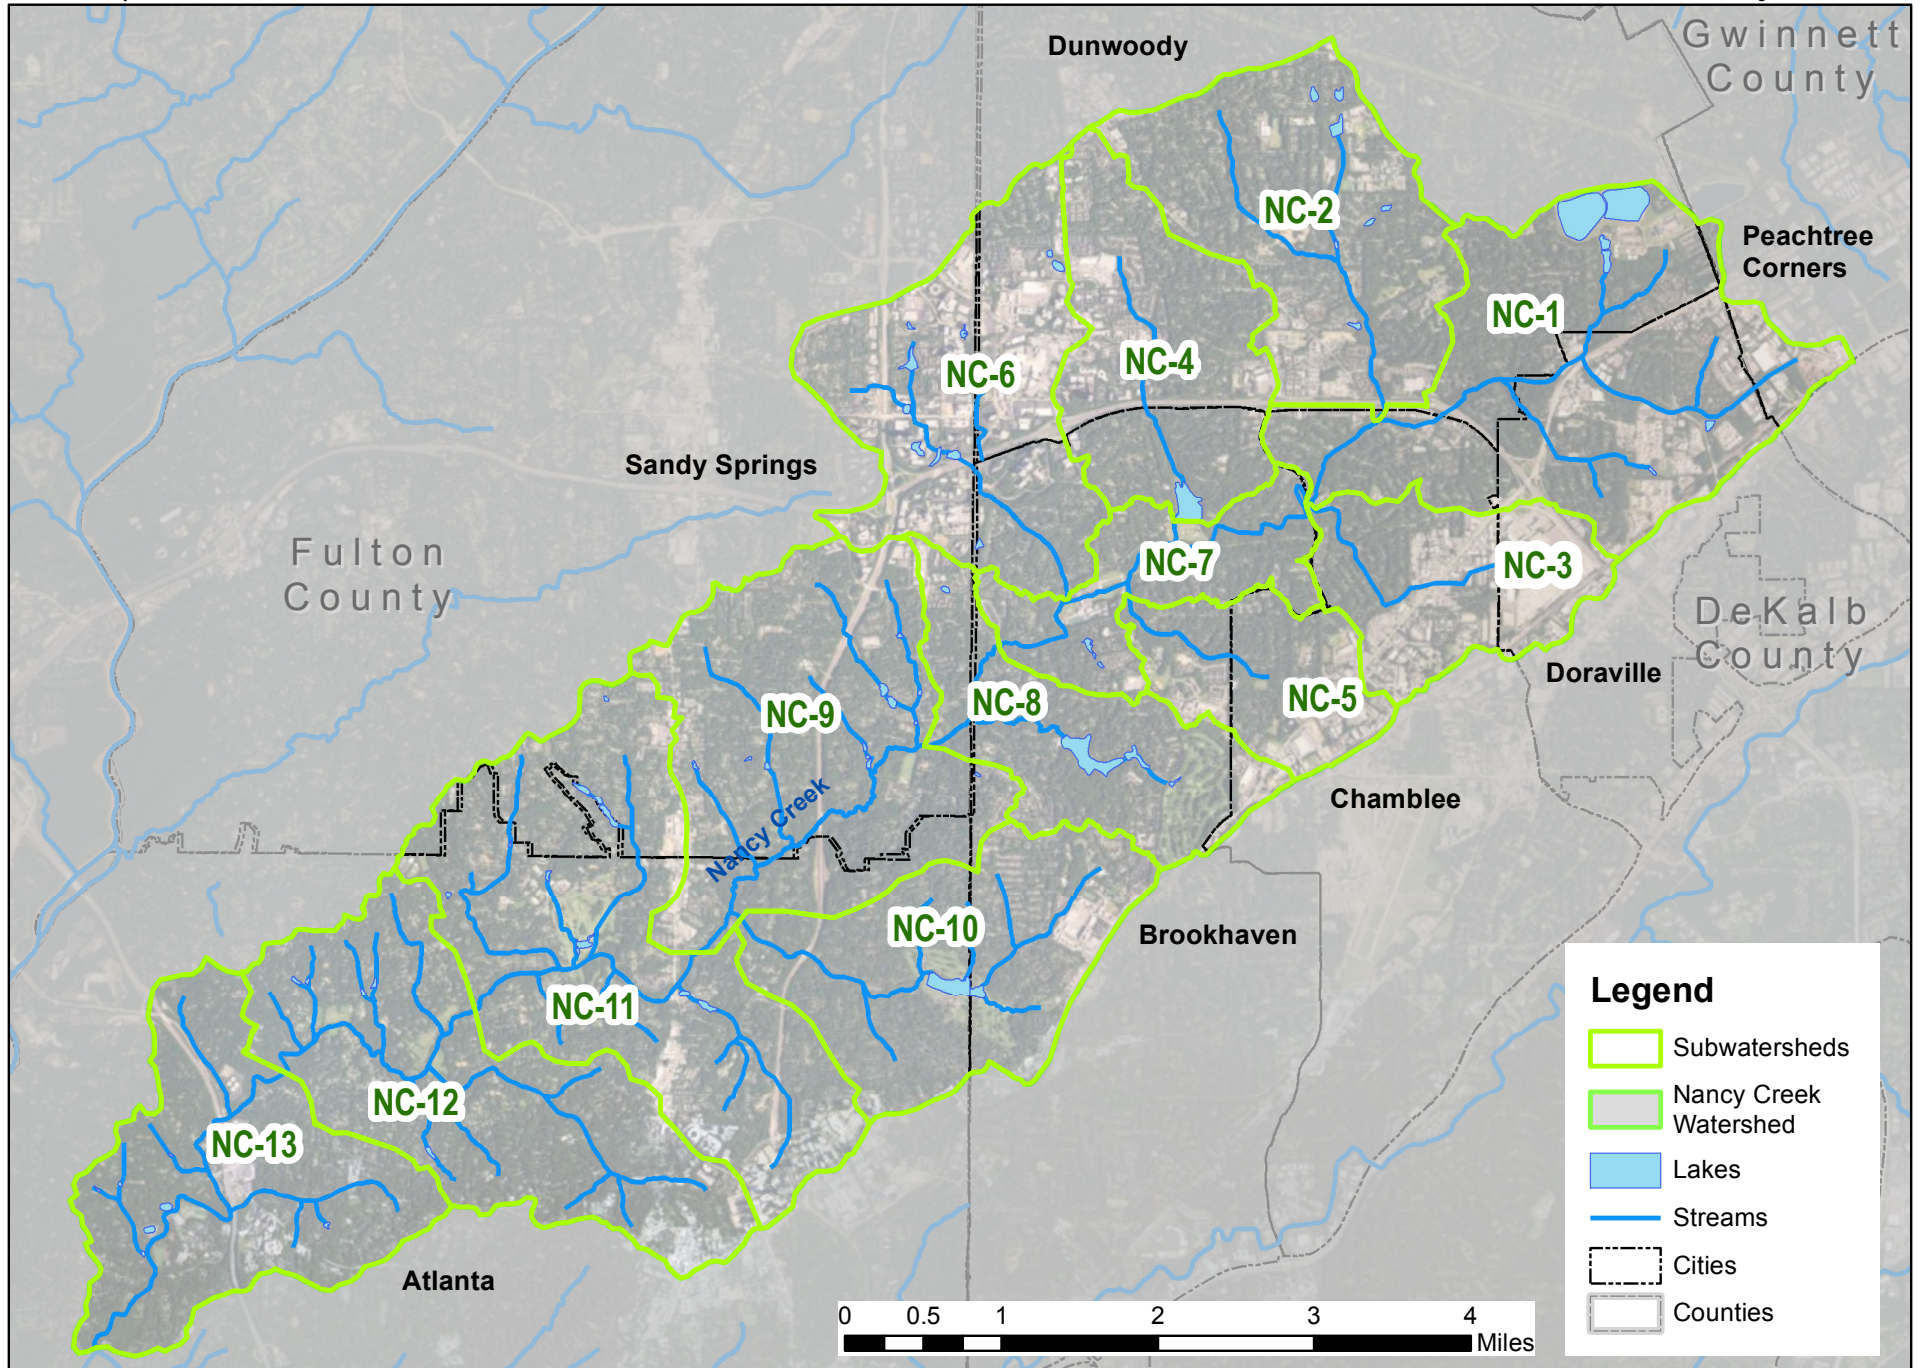 Gwinnett
County
Dunwoody
NC-2
Peachtree
Corners
NC-1
NC-4
NC-6
Sandy Springs
Fulton
County
NC-7
NC-3
DeKalb
County
Doraville
NC-9
NC-8
NC-5
Nancy Creek
Chamblee
NC-10
Brookhaven
NC-11
NC-12
NC-13
Atlanta
Legend
Subwatersheds
Nancy Creek
Watershed
Lakes
Streams
Cities
Counties
0 0.5 1 2 3 4
Miles